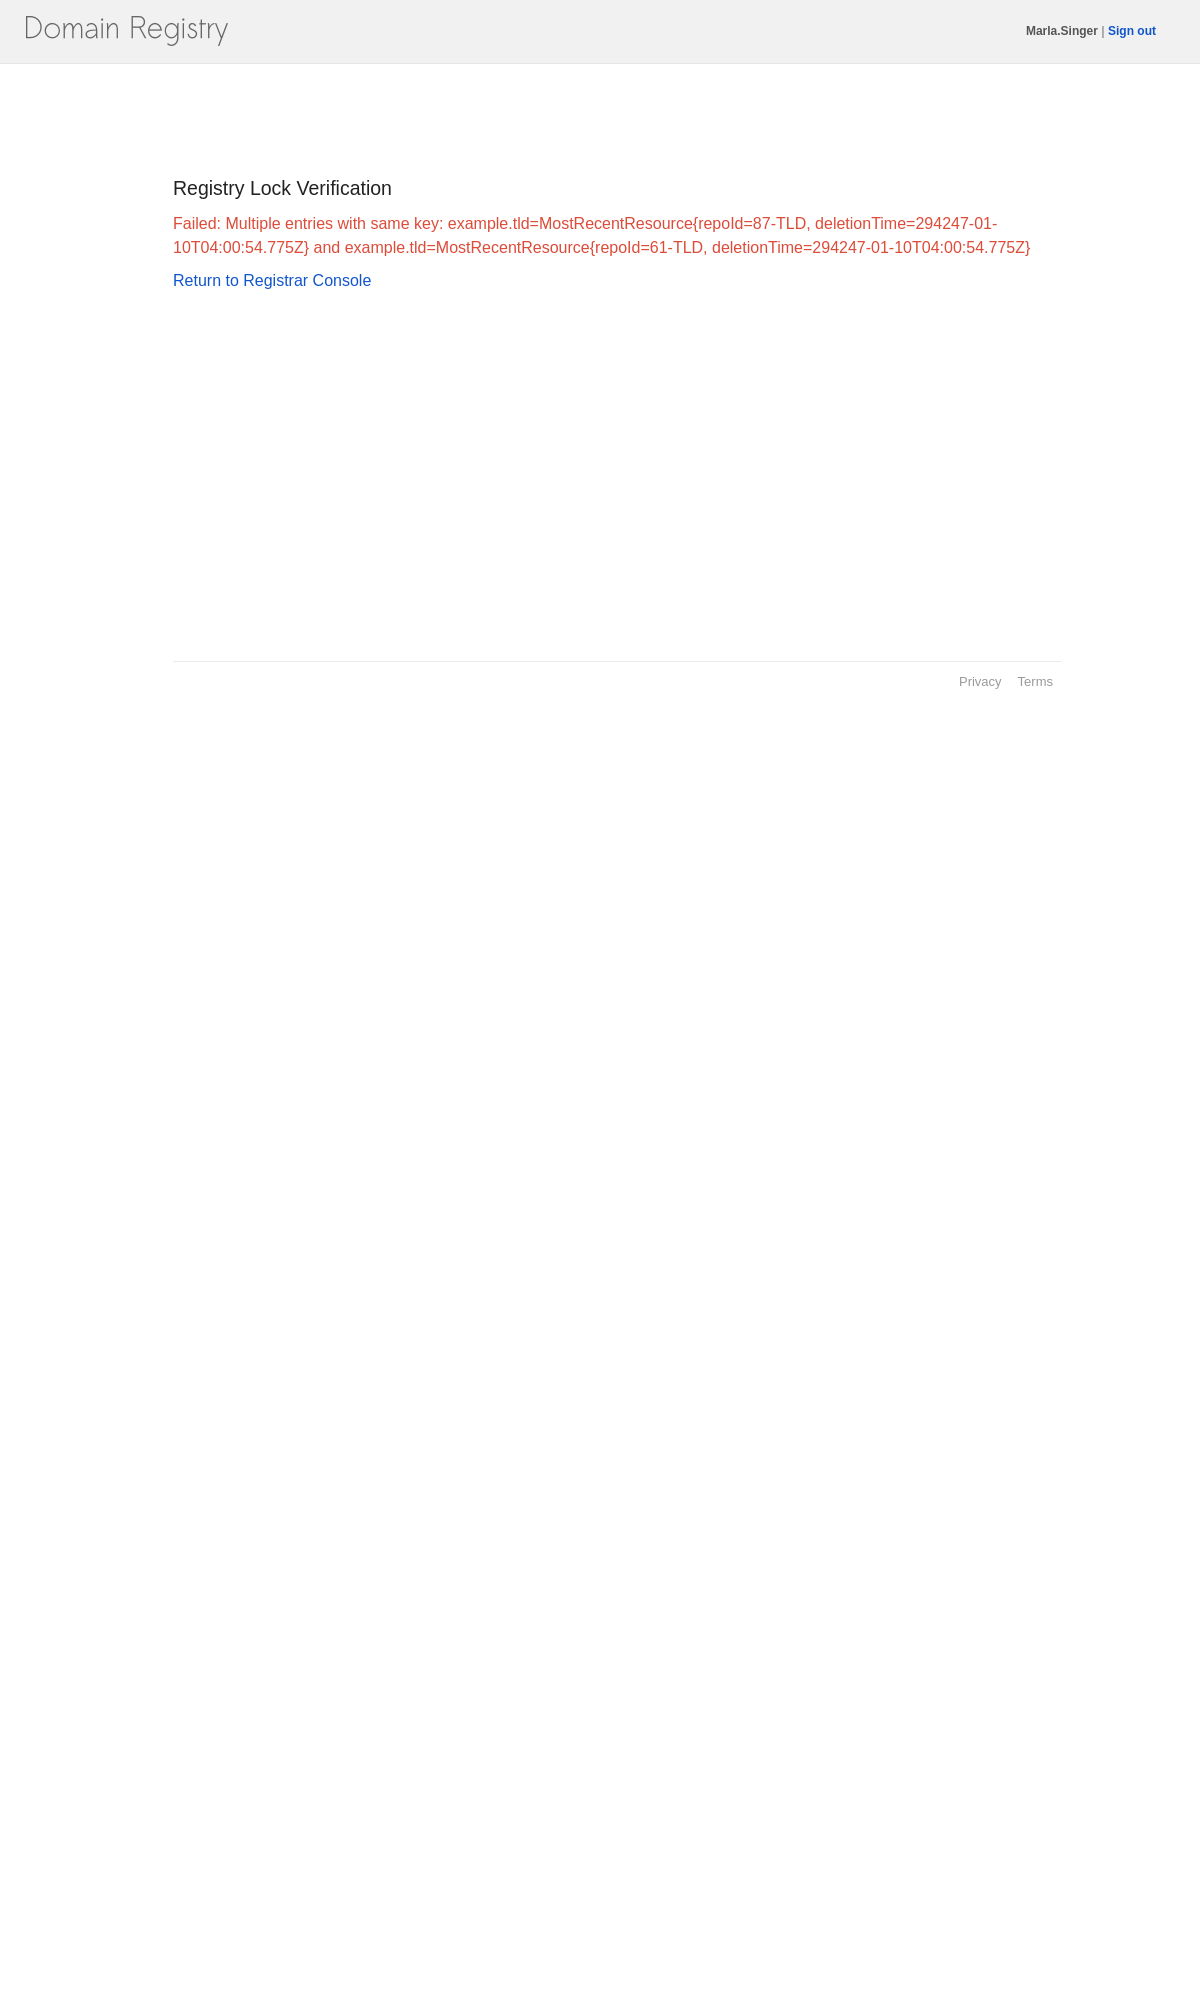 Domain Registry
Marla.Singer | Sign out
Registry Lock Verification
Failed: Multiple entries with same key: example.tld=MostRecentResource{repoId=87-TLD, deletionTime=294247-01-
10T04:00:54.775Z} and example.tld=MostRecentResource{repoId=61-TLD, deletionTime=294247-01-10T04:00:54.775Z}
Return to Registrar Console
Privacy Terms